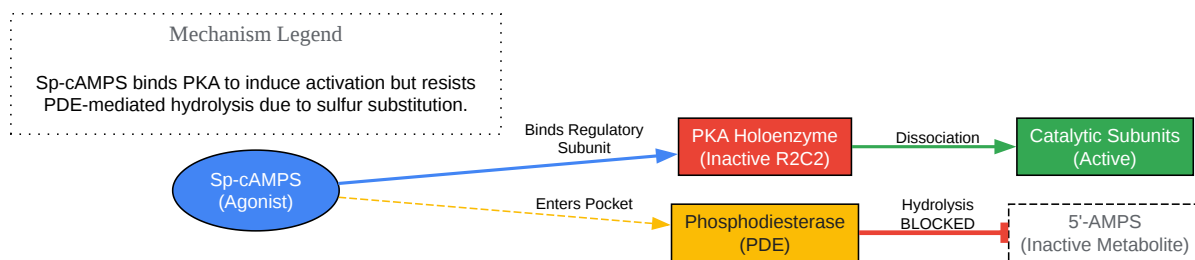 Mechanism Legend
Sp-cAMPS binds PKA to induce activation but resists
PDE-mediated hydrolysis due to sulfur substitution.
Sp-cAMPS
(Agonist)
Binds Regulatory
Subunit
PKA Holoenzyme
(Inactive R2C2)
Dissociation
Catalytic Subunits
(Active)
Enters Pocket
Phosphodiesterase
(PDE)
Hydrolysis
BLOCKED
5'-AMPS
(Inactive Metabolite)